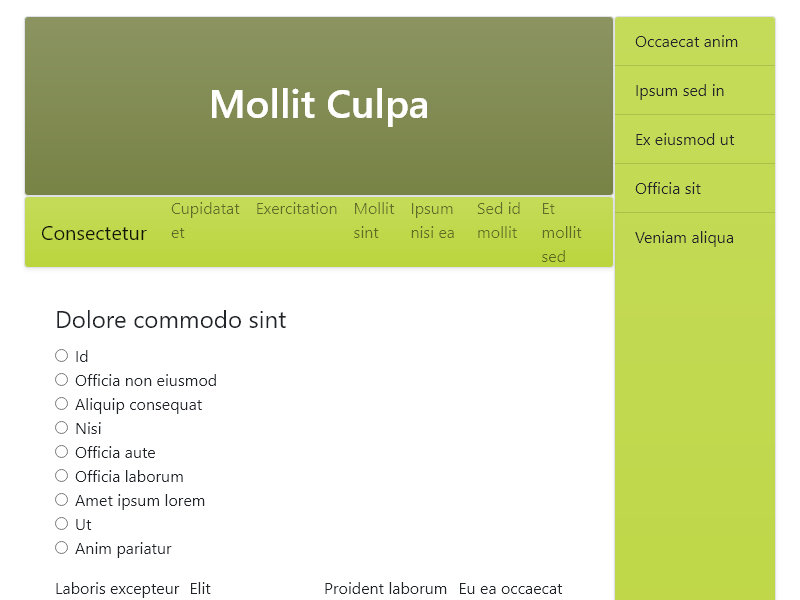 Mollit Culpa
Consectetur
Cupidatat
et
Exercitation
Mollit
sint
Ipsum
nisi ea
Sed id
mollit
Et
mollit
sed
Occaecat anim
Ipsum sed in
Ex eiusmod ut
Officia sit
Veniam aliqua
Dolore commodo sint
Id
Officia non eiusmod
Aliquip consequat
Nisi
Officia aute
Officia laborum
Amet ipsum lorem
Ut
Anim pariatur
Laboris excepteur Elit
Proident laborum Eu ea occaecat